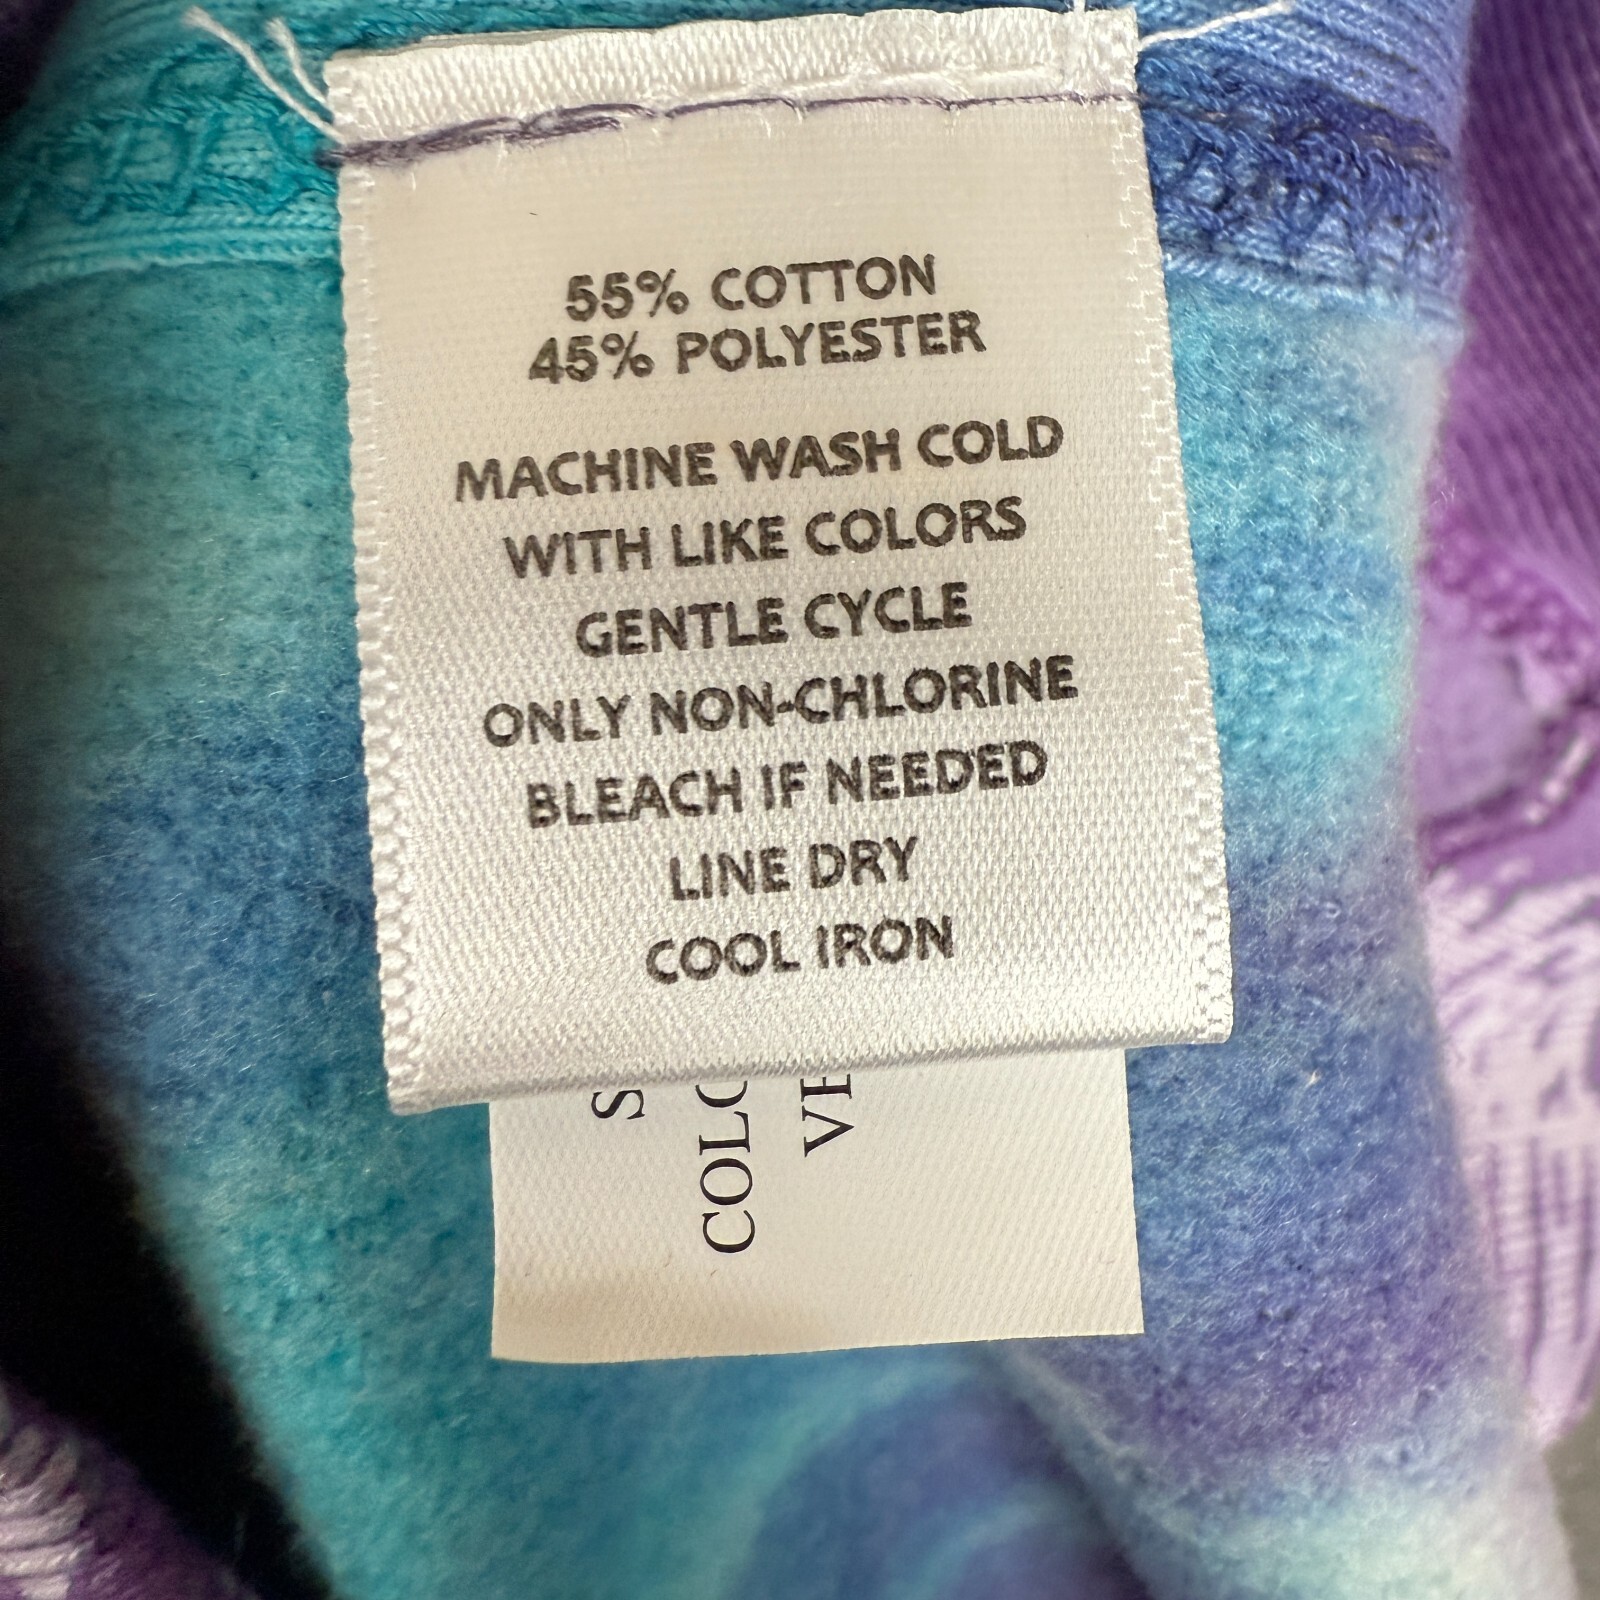 55% COTTON
45% POLYESTER
MACHINE WASH COLD
WITH LIKE COLORS
GENTLE CYCLE
ONLY NON-CHLORINE
BLEACH IF NEEDED
LINE DRY
COOL IRON